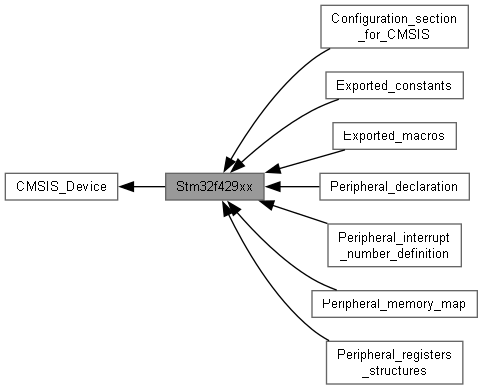 Configuration_section
_for_CMSIS
Exported_constants
Exported_macros
CMSIS_Device
Stm32f429xx
Peripheral_declaration
Peripheral_interrupt
_number_definition
Peripheral_memory_map
Peripheral_registers
_structures